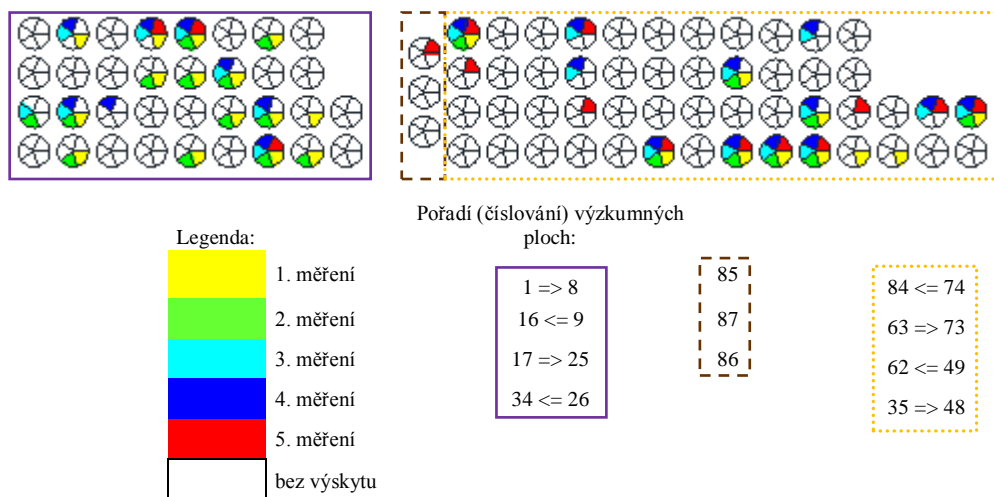 Pořadí (číslování) výzkumných
ploch:
Legenda:
1. měření
2. měření
3. měření
4. měření
5. měření
bez výskytu
1 => 8
16 <= 9
17 => 25
34 <= 26
85
87
86
84 <= 74
63 => 73
62 <= 49
35 => 48